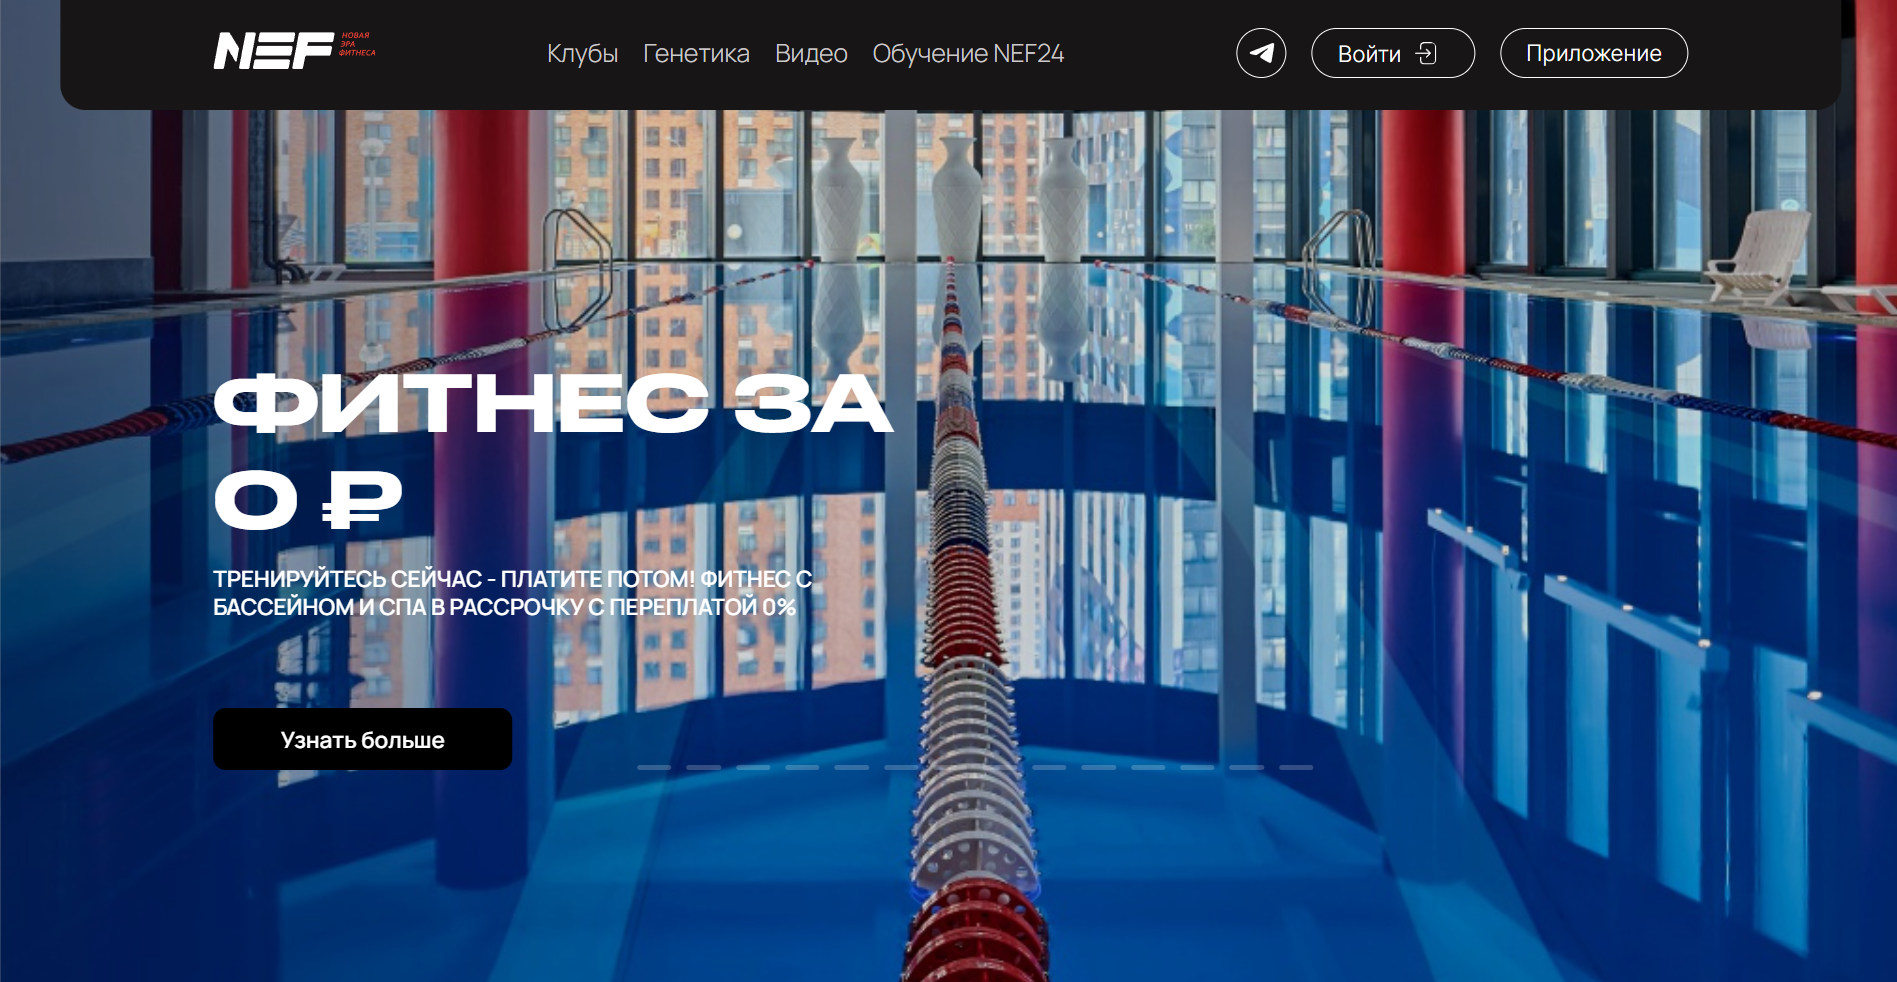 NEF
НОВАЯ
ЭРА
ФИТНЕСА
Клубы
Генетика
Видео
Обучение NEF24
Войти
Приложение
ФИТНЕС ЗА
0 ₽
ТРЕНИРУЙТЕСЬ СЕЙЧАС - ПЛАТИТЕ ПОТОМ! ФИТНЕС С
БАССЕЙНОМ И СПА В РАССРОЧКУ С ПЕРЕПЛАТОЙ 0%
Узнать больше